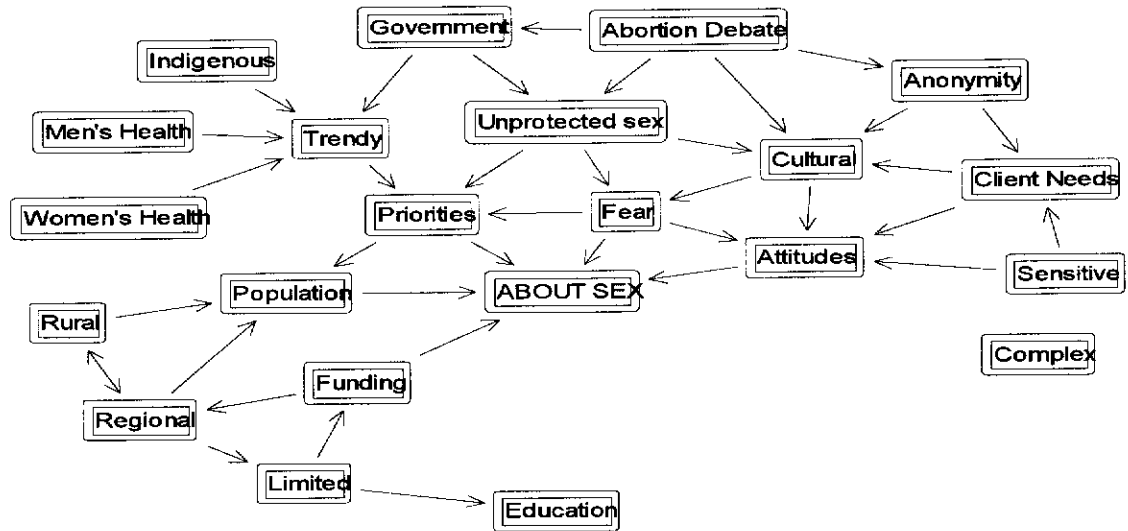 Government
Abortion Debate
Indigenous
Anonymity
Men's Health
Trendy
Unprotected sex
Cultural
Client Needs
Women's Health
Priorities
Fear
Attitudes
Sensitive
Population
ABOUT SEX
Rural
Complex
Funding
Regional
Limited
Education